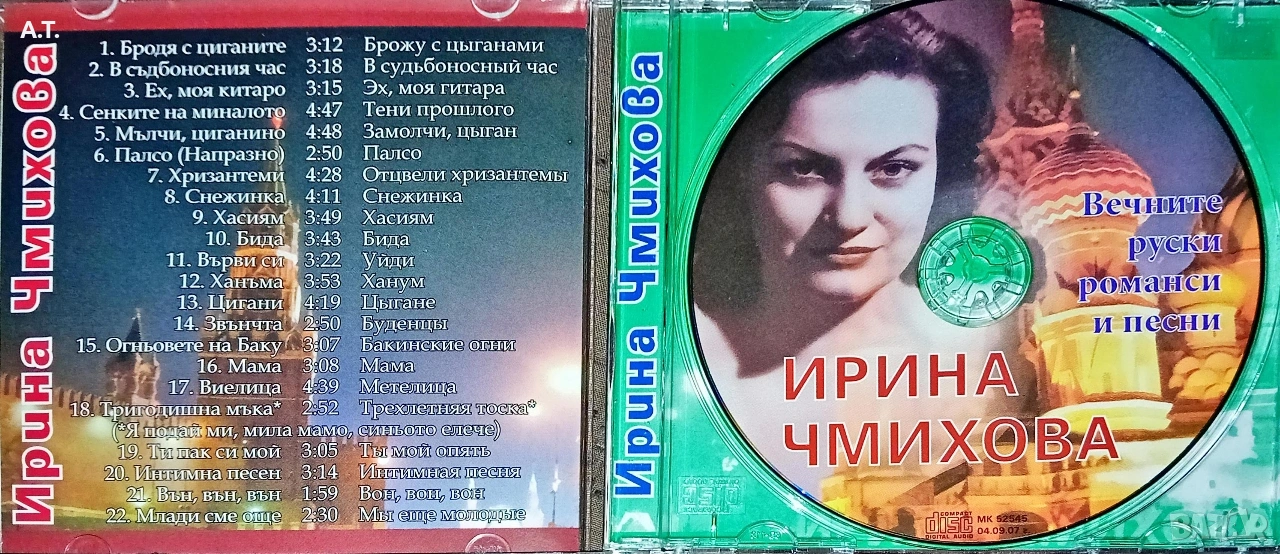 А.Т.
Ирина Чмихова
1. Бродя с циганите 3:12 Брожу с цыганами
2. В съдбоносния час 3:18 В судьбоносный час
3. Ех, моя китаро 3:15 Эх, моя гитара
4. Сенките на миналото 4:47 Тени прошлого
5. Мълчи, циганино 4:48 Замолчи, цыган
6. Палсо (Напразно) 2:50 Палсо
7. Хризантеми 4:28 Отцвели хризантемы
8. Снежинка 4:11 Снежинка
9. Хасиям 3:49 Хасиям
10. Бида 3:43 Бида
11. Върви си 3:22 Уйди
12. Ханъма 3:53 Ханум
13. Цигани 4:19 Цыгане
14. Звънчта 2:50 Буденцы
15. Огньовете на Баку 3:07 Бакинские огни
16. Мама 3:08 Мама
17. Виелица 4:39 Метелица
18. Тригодишна мъка* 2:52 Трехлетняя тоска*
(*Я подай ми, мила мамо, синьото елече)
19. Ти пак си мой 3:05 Ты мой опять
20. Интимна песен 3:14 Интимная песня
21. Вън, вън, вън 1:59 Вон, воп, вон
22. Млади сме още 2:30 Мы еще молодые
Ирина Чмихова
Вечните
руски
романси
и песни
ИРИНА
ЧМИХОВА
COMPACT
disc
DIGITAL AUDIO
МК 52545
04.09.07 г.